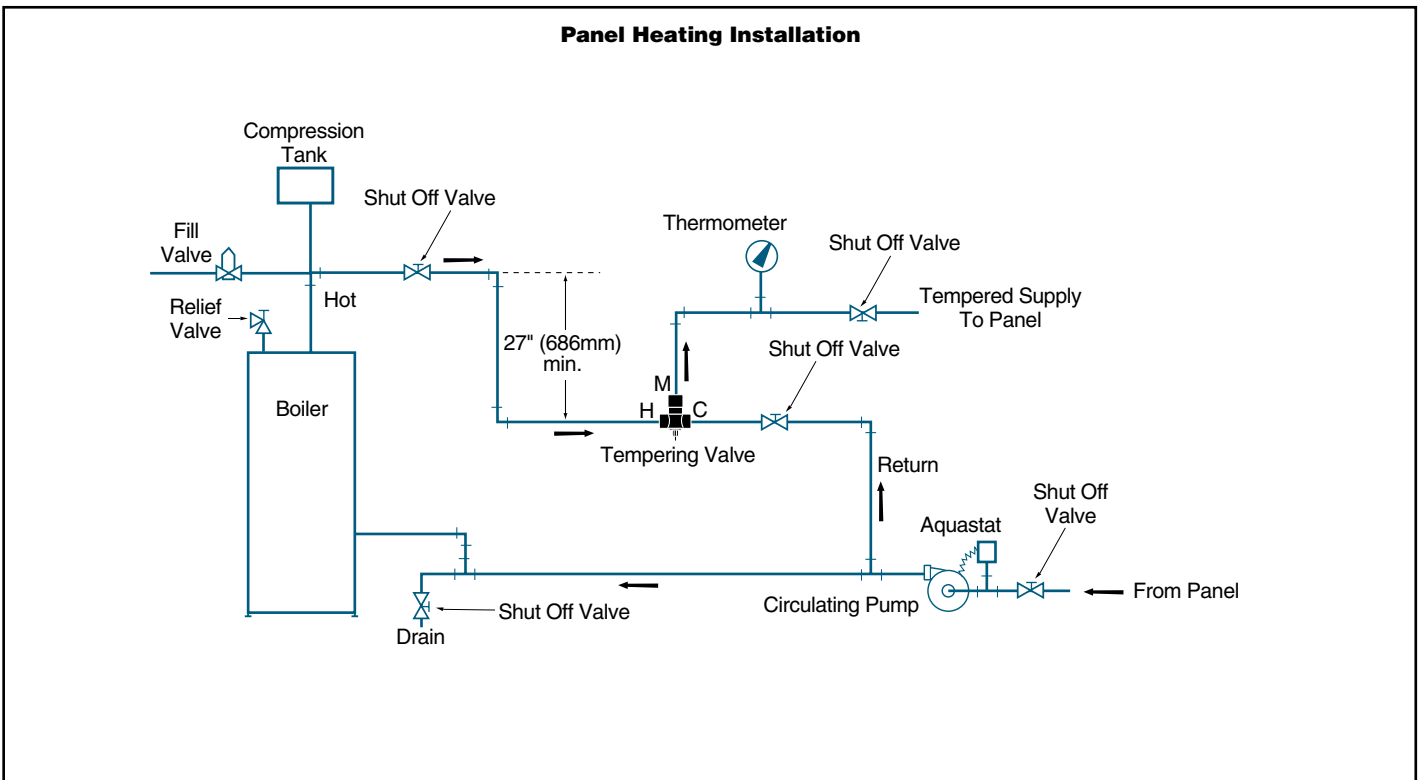 Panel Heating Installation
Compression
Tank
Shut Off Valve
Fill
Valve
Thermometer
Shut Off Valve
Hot
Relief
Valve
Tempered Supply
To Panel
27" (686mm)
min.
Shut Off Valve
M
Boiler
H
C
Tempering Valve
Return
Shut Off
Valve
Aquastat
Circulating Pump
From Panel
Shut Off Valve
Drain